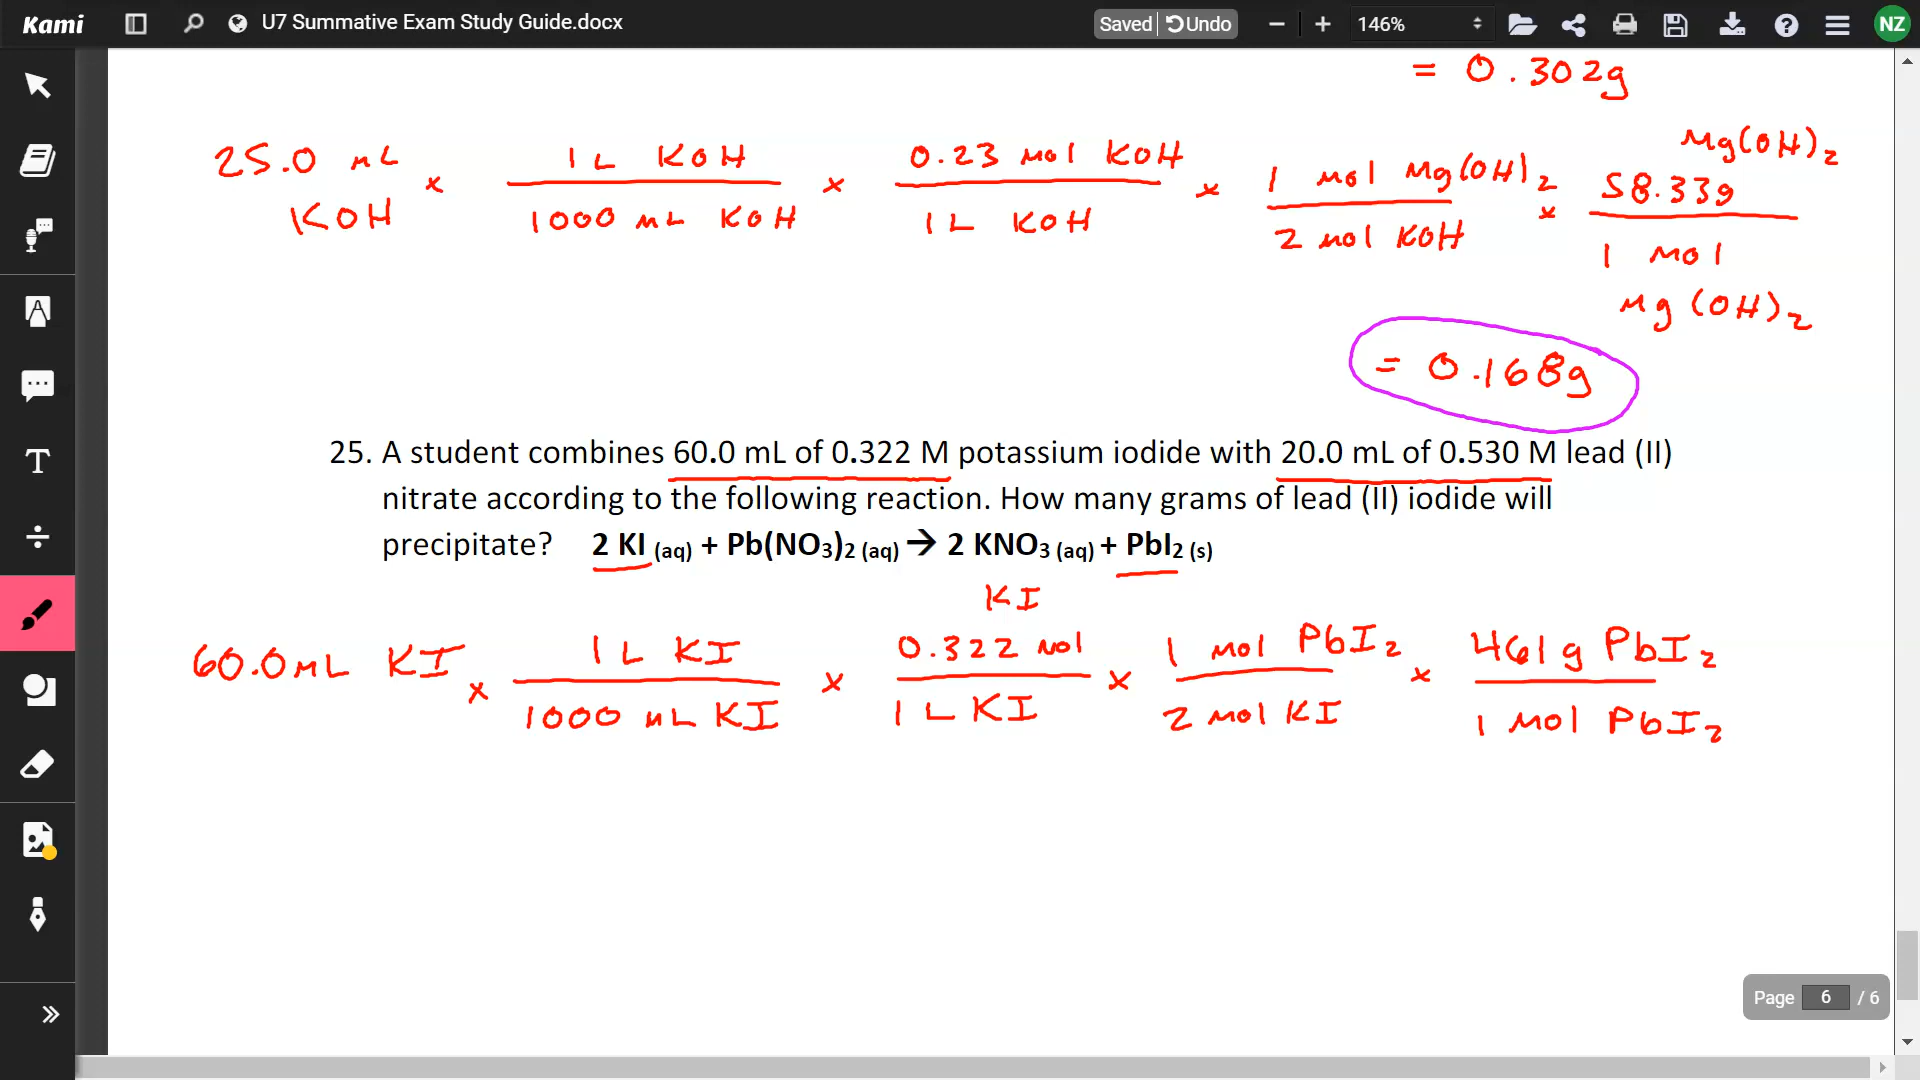 Kami U7 Summative Exam Study Guide.docx Saved Undo 146% NZ
= 0.302g
25.0 mL KOH × 1 L KOH / 1000 mL KOH × 0.23 mol KOH / 1 L KOH × 1 mol Mg(OH)2 / 2 mol KOH × 58.33g Mg(OH)2 / 1 mol Mg(OH)2
= 0.168g
25. A student combines 60.0 mL of 0.322 M potassium iodide with 20.0 mL of 0.530 M lead (II)
nitrate according to the following reaction. How many grams of lead (II) iodide will
precipitate? 2 KI (aq) + Pb(NO3)2 (aq) → 2 KNO3 (aq) + PbI2 (s)
60.0mL KI × 1 L KI / 1000 mL KI × 0.322 mol KI / 1 L KI × 1 mol PbI2 / 2 mol KI × 461g PbI2 / 1 mol PbI2
Page 6 / 6